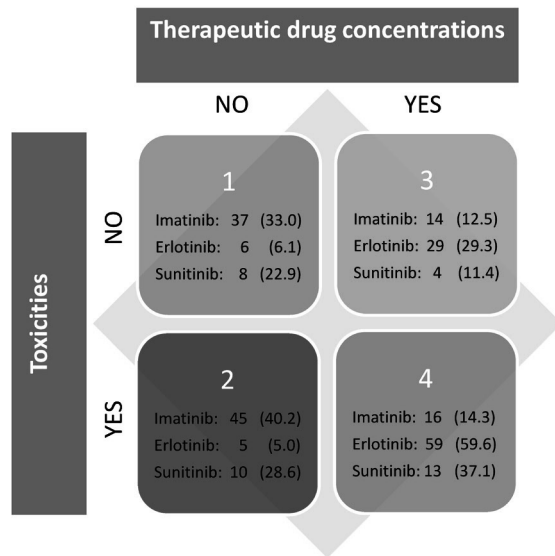 Therapeutic drug concentrations
NO YES
Toxicities
NO
1
Imatinib: 37 (33.0)
Erlotinib: 6 (6.1)
Sunitinib: 8 (22.9)
3
Imatinib: 14 (12.5)
Erlotinib: 29 (29.3)
Sunitinib: 4 (11.4)
YES
2
Imatinib: 45 (40.2)
Erlotinib: 5 (5.0)
Sunitinib: 10 (28.6)
4
Imatinib: 16 (14.3)
Erlotinib: 59 (59.6)
Sunitinib: 13 (37.1)